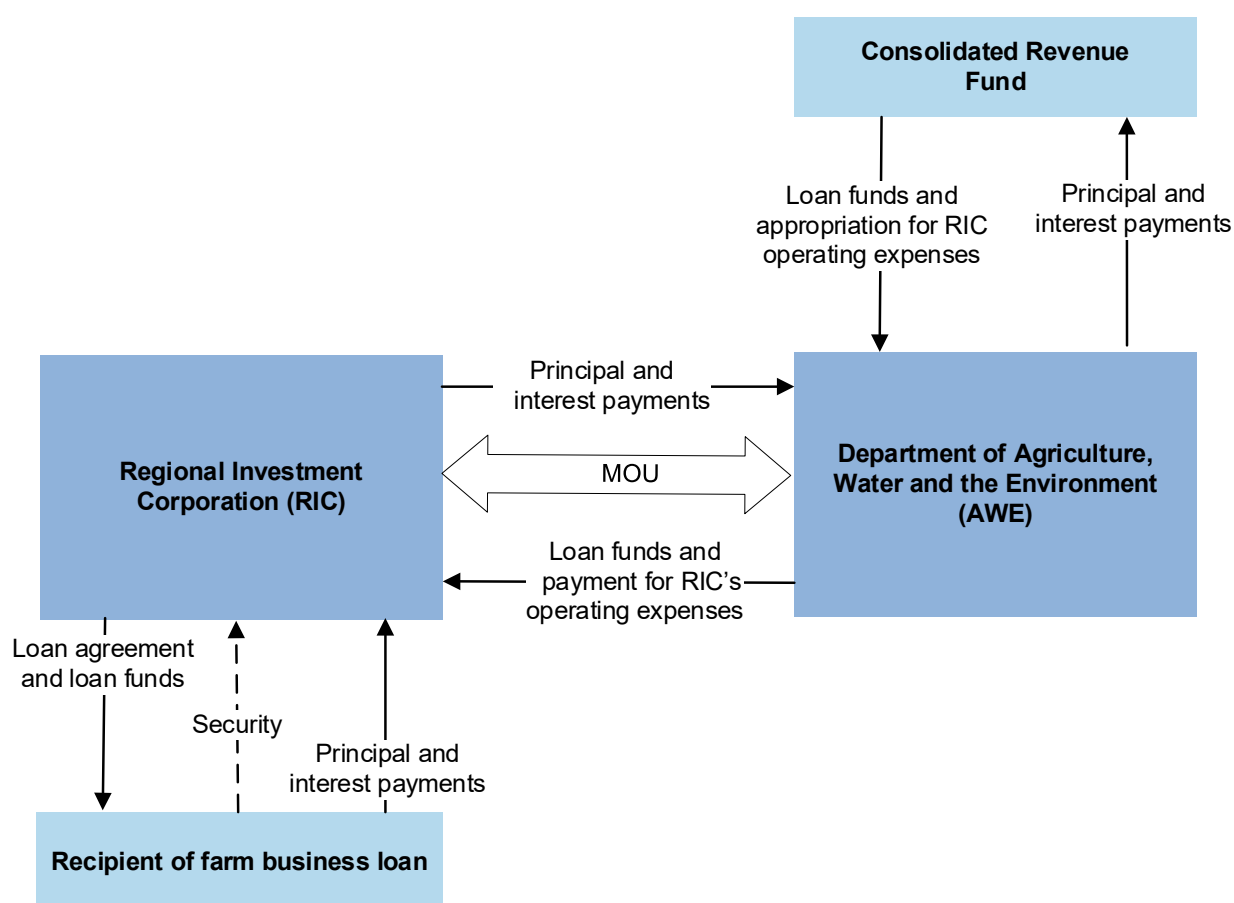 Consolidated Revenue
Fund
Loan funds and
appropriation for RIC
operating expenses
Principal and
interest payments
Principal and
interest payments
Regional Investment
Corporation (RIC)
MOU
Department of Agriculture,
Water and the Environment
(AWE)
Loan funds and
payment for RIC’s
operating expenses
Loan agreement
and loan funds
Security
Principal and
interest payments
Recipient of farm business loan